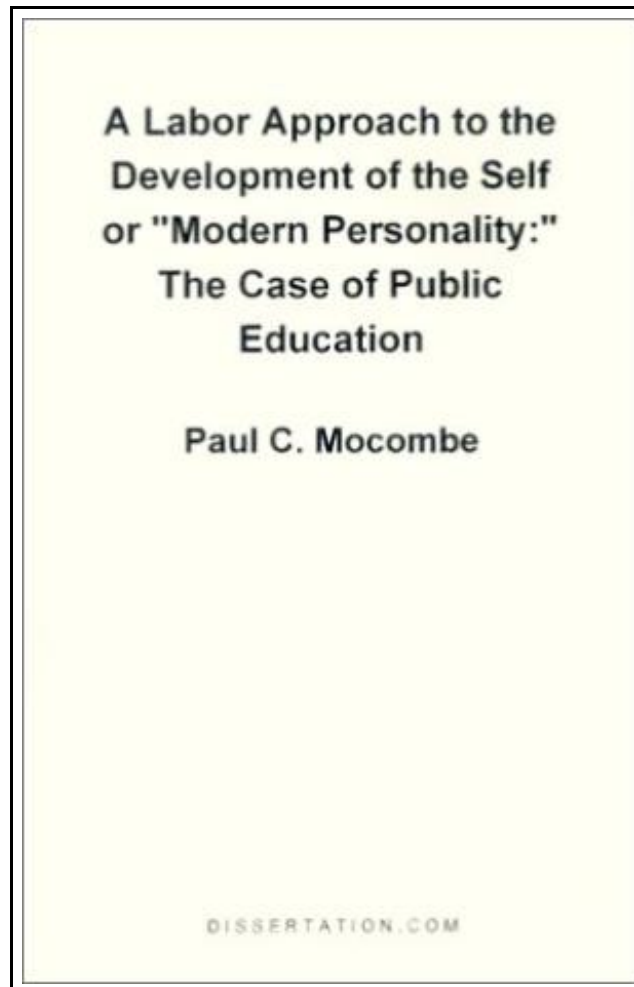 A Labor Approach to the
Development of the Self
or "Modern Personality:"
The Case of Public
Education
Paul C. Mocombe
DISSERTATION.COM